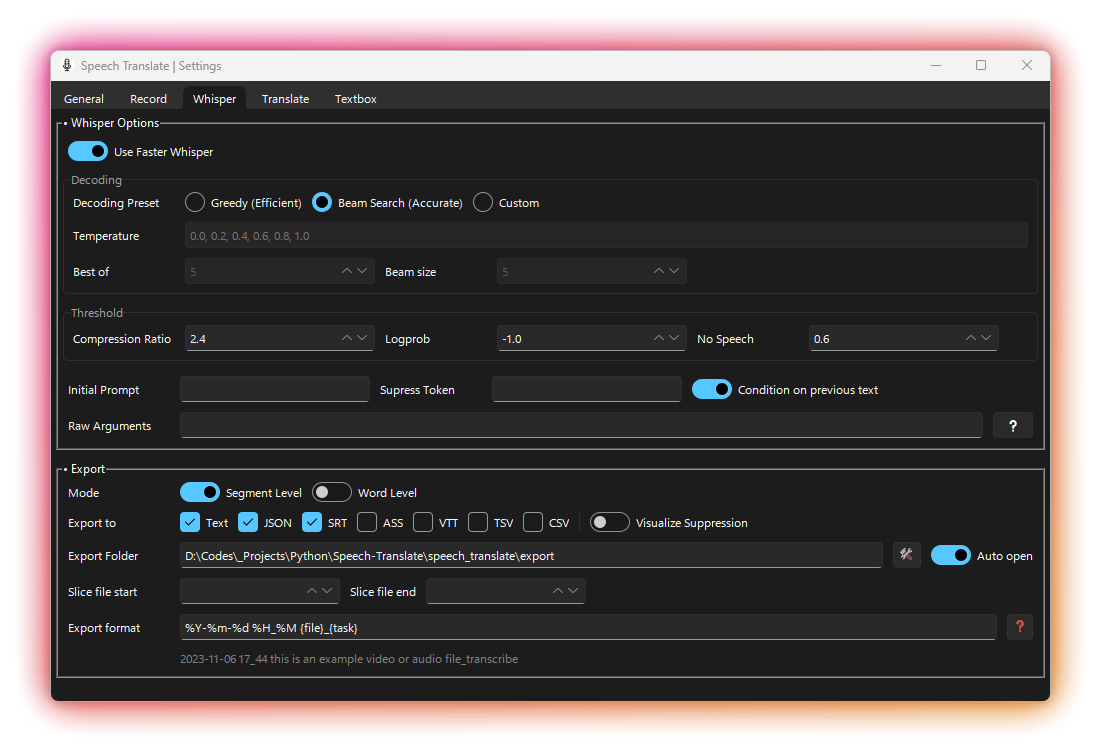 Speech Translate | Settings
General Record Whisper Translate Textbox
• Whisper Options
Use Faster Whisper
Decoding
Decoding Preset Greedy (Efficient) Beam Search (Accurate) Custom
Temperature 0.0, 0.2, 0.4, 0.6, 0.8, 1.0
Best of 5 Beam size 5
Threshold
Compression Ratio 2.4 Logprob -1.0 No Speech 0.6
Initial Prompt Supress Token Condition on previous text
Raw Arguments ?
• Export
Mode Segment Level Word Level
Export to Text JSON SRT ASS VTT TSV CSV Visualize Suppression
Export Folder D:\Codes\_Projects\Python\Speech-Translate\speech_translate\export Auto open
Slice file start Slice file end
Export format %Y-%m-%d %H_%M {file}_{task} ?
2023-11-06 17_44 this is an example video or audio file_transcribe